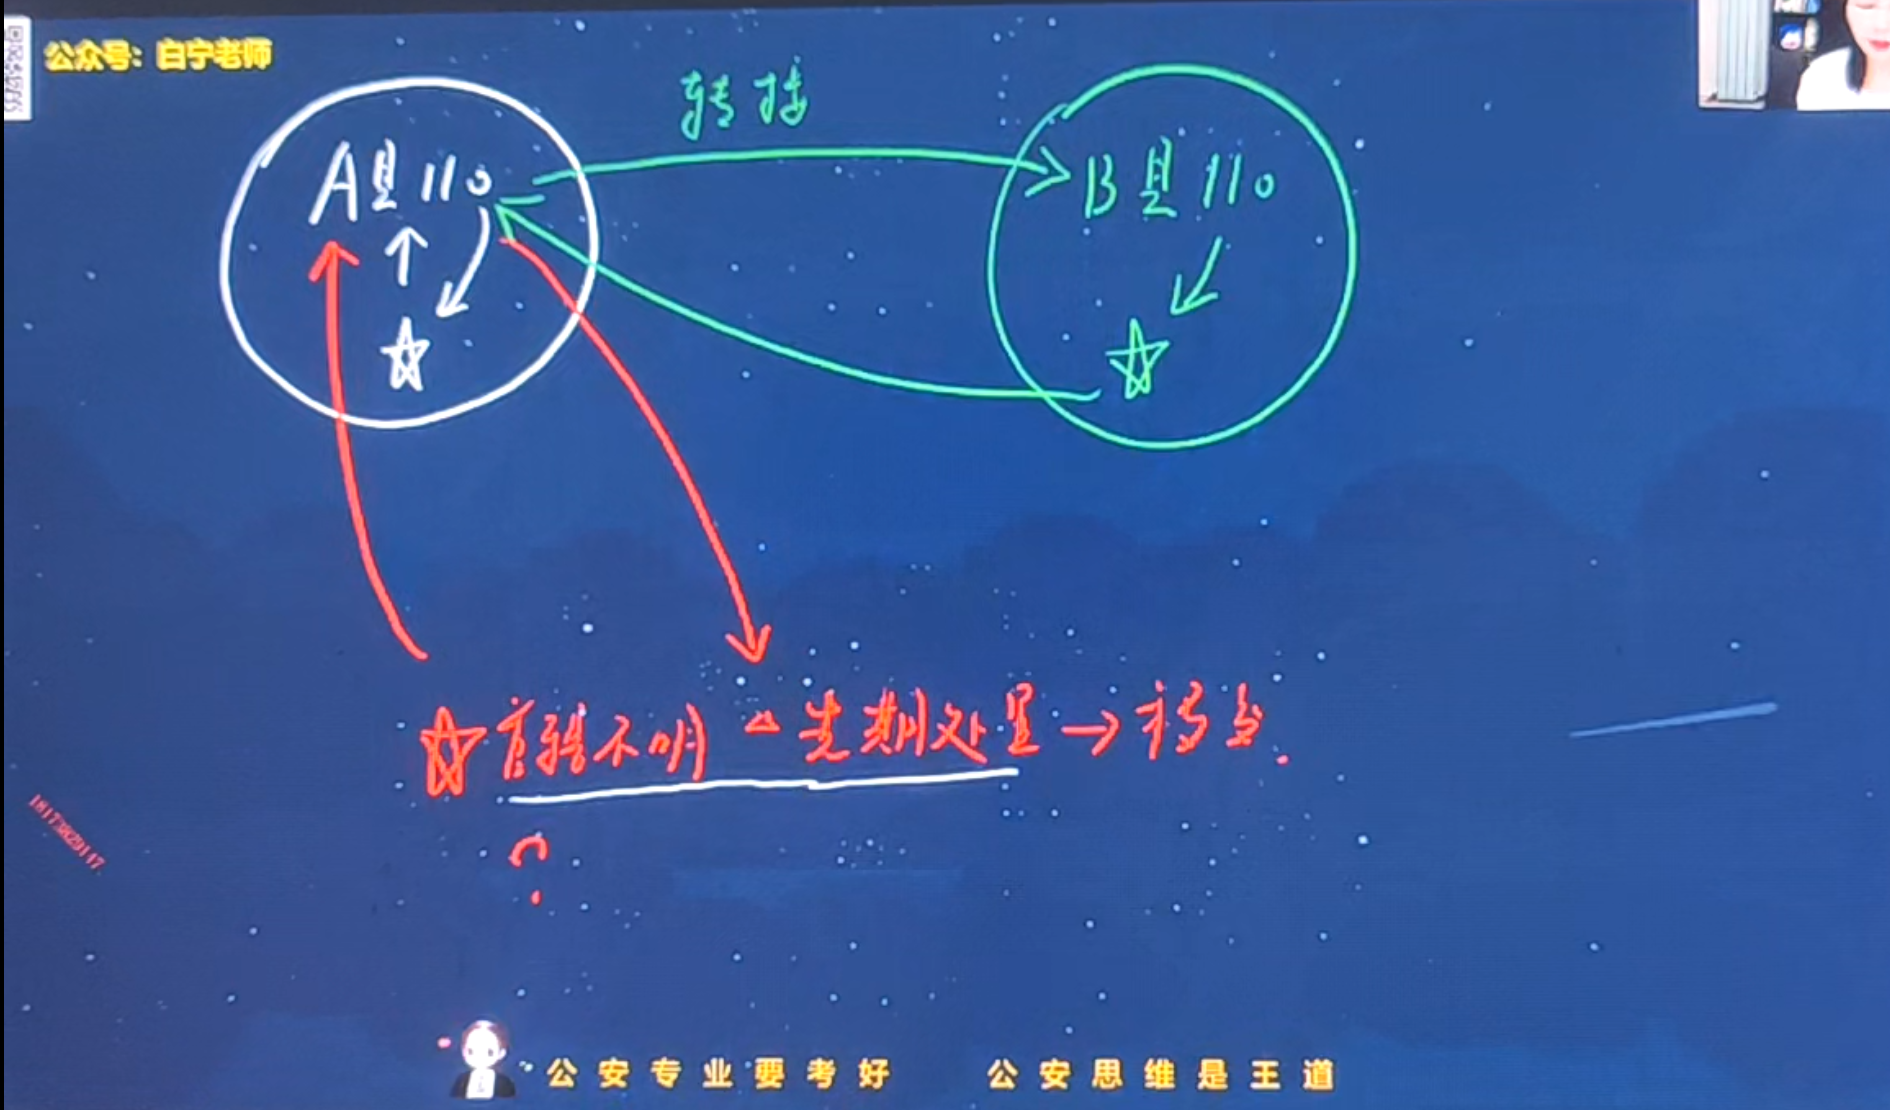 公众号：白宁老师
转接
A县110
B县110
管辖不明 先期处置→移交.
?
18173829147
公安专业要考好 公安思维是王道